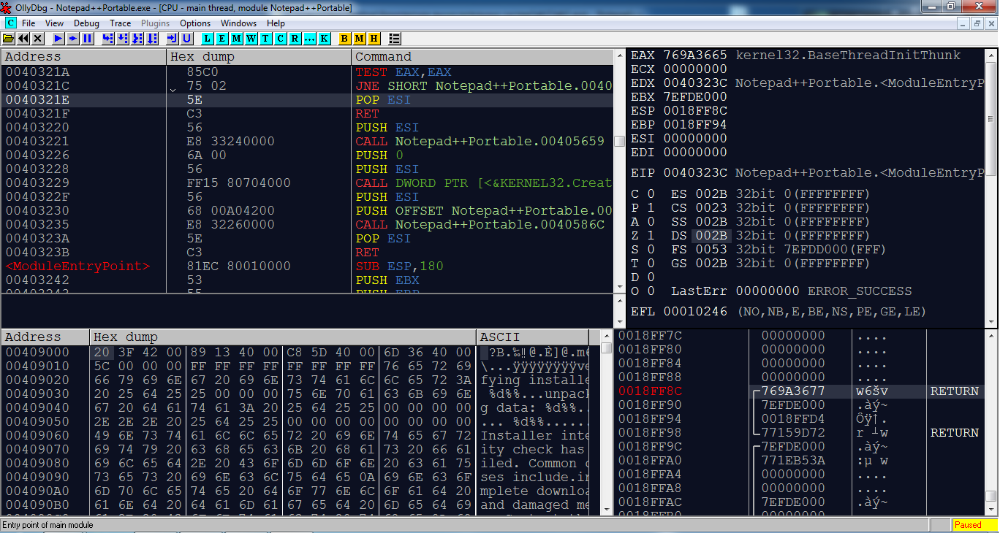 OllyDbg - Notepad++Portable.exe - [CPU - main thread, module Notepad++Portable]
C File View Debug Trace Plugins Options Windows Help
L E M W T C R ... K B M H
Address Hex dump Command
0040321A 85C0 TEST EAX,EAX
0040321C 75 02 JNE SHORT Notepad++Portable.0040
0040321E 5E POP ESI
0040321F C3 RET
00403220 56 PUSH ESI
00403221 E8 33240000 CALL Notepad++Portable.00405659
00403226 6A 00 PUSH 0
00403228 56 PUSH ESI
00403229 FF15 80704000 CALL DWORD PTR [<&KERNEL32.Creat
0040322F 56 PUSH ESI
00403230 68 00A04200 PUSH OFFSET Notepad++Portable.00
00403235 E8 32260000 CALL Notepad++Portable.0040586C
0040323A 5E POP ESI
0040323B C3 RET
<ModuleEntryPoint> 81EC 80010000 SUB ESP,180
00403242 53 PUSH EBX
00403243 55 PUSH EBP
EAX 769A3665 kernel32.BaseThreadInitThunk
ECX 00000000
EDX 0040323C Notepad++Portable.<ModuleEntryP
EBX 7EFDE000
ESP 0018FF8C
EBP 0018FF94
ESI 00000000
EDI 00000000
EIP 0040323C Notepad++Portable.<ModuleEntryP
C 0 ES 002B 32bit 0(FFFFFFFF)
P 1 CS 0023 32bit 0(FFFFFFFF)
A 0 SS 002B 32bit 0(FFFFFFFF)
Z 1 DS 002B 32bit 0(FFFFFFFF)
S 0 FS 0053 32bit 7EFDD000(FFF)
T 0 GS 002B 32bit 0(FFFFFFFF)
D 0
O 0 LastErr 00000000 ERROR_SUCCESS
EFL 00010246 (NO,NB,E,BE,NS,PE,GE,LE)
Address Hex dump ASCII
00409000 20 3F 42 00 89 13 40 00 C8 5D 40 00 6D 36 40 00 ?B.‰‼@.È]@.m6
00409010 5C 00 00 00 FF FF FF FF FF FF FF FF 76 65 72 69 \...ÿÿÿÿÿÿÿÿve
00409020 66 79 69 6E 67 20 69 6E 73 74 61 6C 6C 65 72 3A fying installe
00409030 20 25 64 25 25 00 00 00 75 6E 70 61 63 6B 69 6E %d%%...unpack
00409040 67 20 64 61 74 61 3A 20 25 64 25 25 00 00 00 00 g data: %d%%..
00409050 2E 2E 2E 20 25 64 25 25 00 00 00 00 00 00 00 00 ... %d%%......
00409060 49 6E 73 74 61 6C 6C 65 72 20 69 6E 74 65 67 72 Installer inte
00409070 69 74 79 20 63 68 65 63 6B 20 68 61 73 20 66 61 ity check has
00409080 69 6C 65 64 2E 20 43 6F 6D 6D 6F 6E 20 63 61 75 iled. Common c
00409090 73 65 73 20 69 6E 63 6C 75 64 65 0A 69 6E 63 6F ses include.in
004090A0 6D 70 6C 65 74 65 20 64 6F 77 6E 6C 6F 61 64 20 mplete downloa
004090B0 61 6E 64 20 64 61 6D 61 67 65 64 20 6D 65 64 69 and damaged me
0018FF7C 00000000 ....
0018FF80 00000000 ....
0018FF84 00000000 ....
0018FF88 00000000 ....
0018FF8C 769A3677 w6šv RETURN
0018FF90 7EFDE000 .àý~
0018FF94 0018FFD4 Ôÿ↑.
0018FF98 77159D72 r ┴w RETURN
0018FF9C 7EFDE000 .àý~
0018FFA0 771EB53A :µ w
0018FFA4 00000000 ....
0018FFA8 00000000 ....
0018FFAC 7EFDE000 .àý~
Entry point of main module Paused